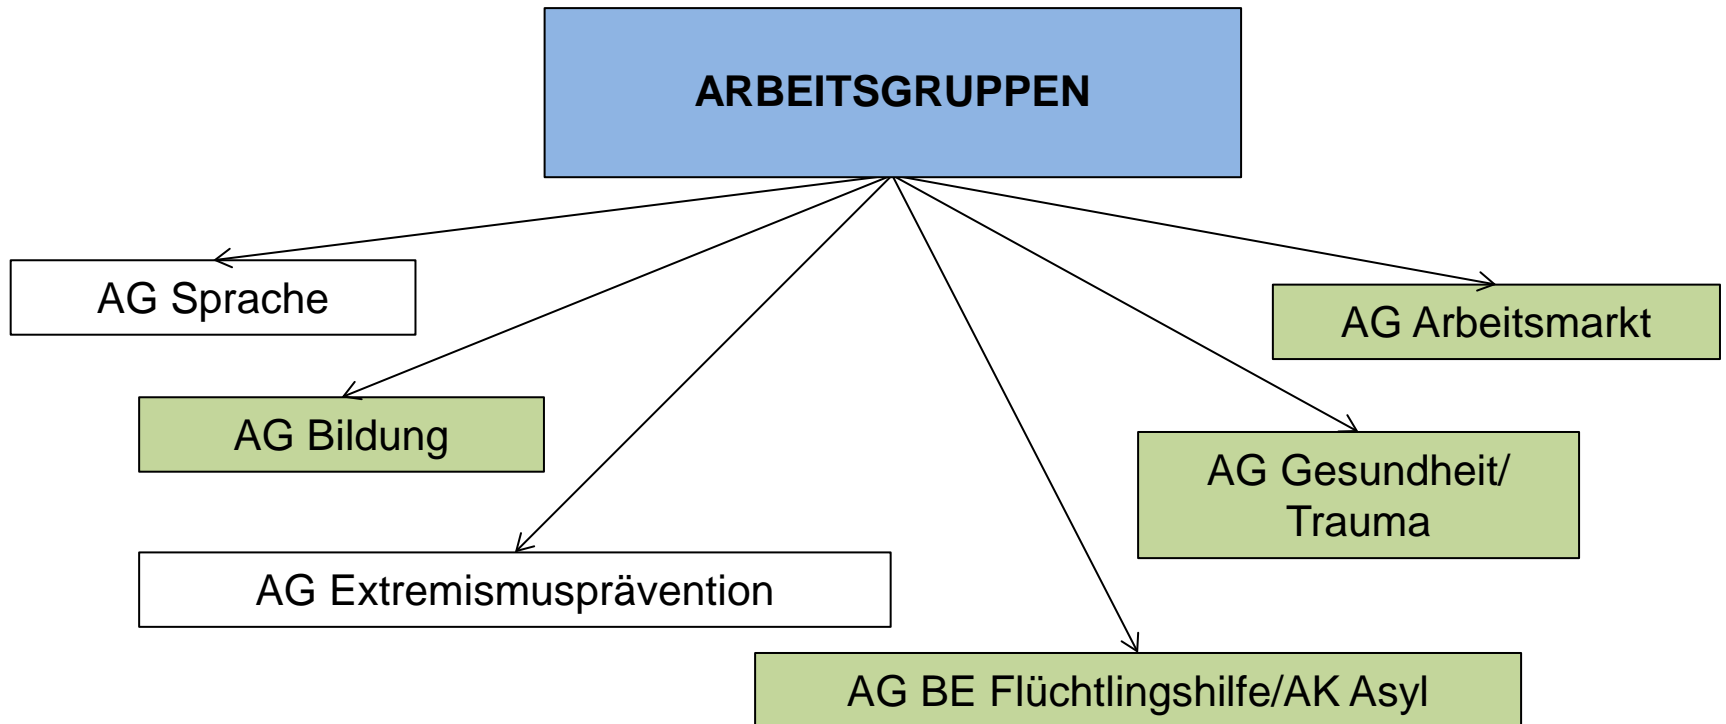 ARBEITSGRUPPEN
AG Sprache
AG Arbeitsmarkt
AG Bildung
AG Gesundheit/
Trauma
AG Extremismusprävention
AG BE Flüchtlingshilfe/AK Asyl